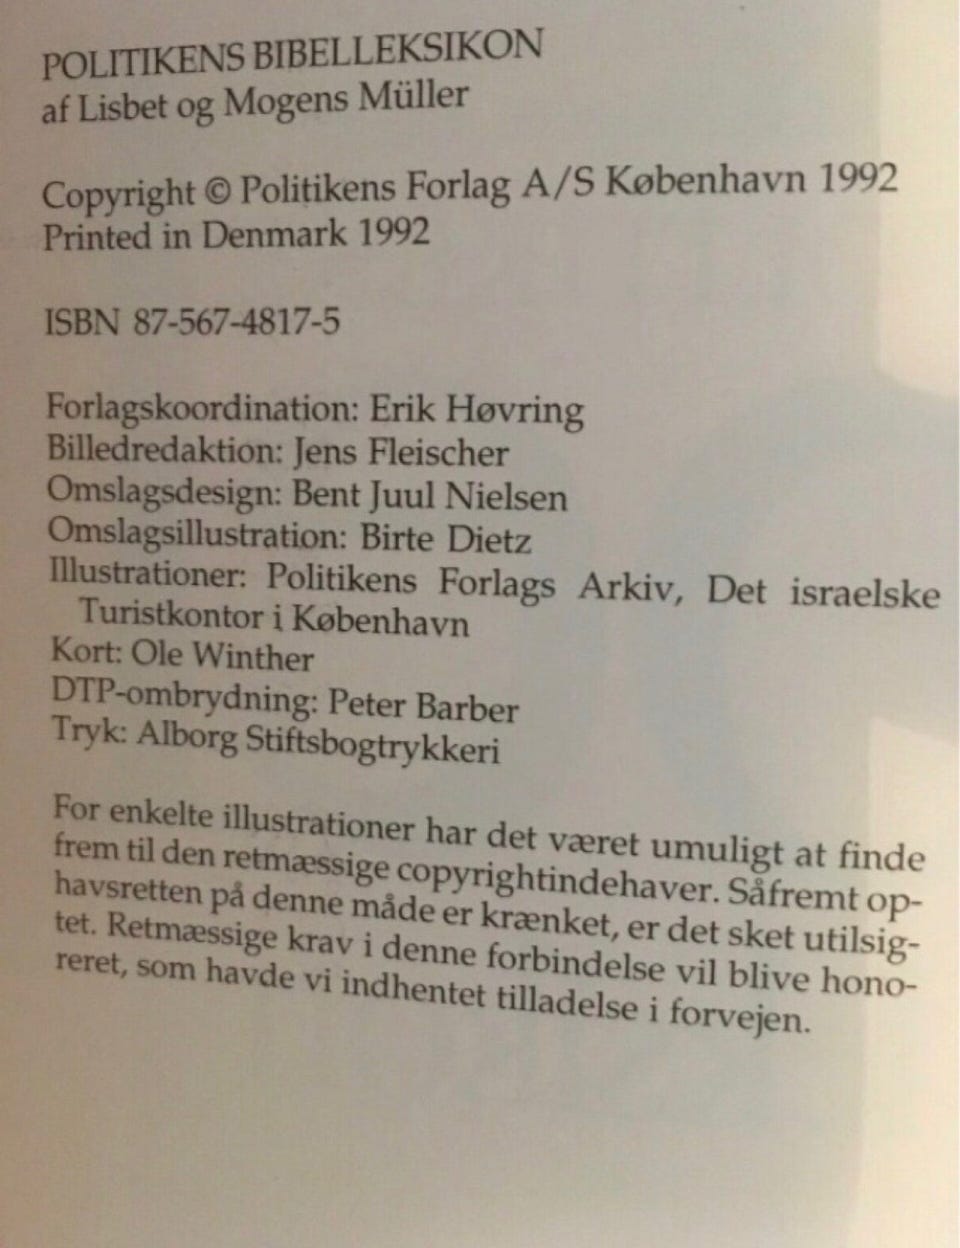 POLITIKENS BIBELLEKSIKON
af Lisbet og Mogens Müller
Copyright © Politikens Forlag A/S København 1992
Printed in Denmark 1992
ISBN 87-567-4817-5
Forlagskoordination: Erik Høvring
Billedredaktion: Jens Fleischer
Omslagsdesign: Bent Juul Nielsen
Omslagsillustration: Birte Dietz
Illustrationer: Politikens Forlags Arkiv, Det israelske
Turistkontor i København
Kort: Ole Winther
DTP-ombrydning: Peter Barber
Tryk: Alborg Stiftsbogtrykkeri
For enkelte illustrationer har det været umuligt at finde
frem til den retmæssige copyrightindehaver. Såfremt op-
havsretten på denne måde er krænket, er det sket utilsig-
tet. Retmæssige krav i denne forbindelse vil blive hono-
reret, som havde vi indhentet tilladelse i forvejen.